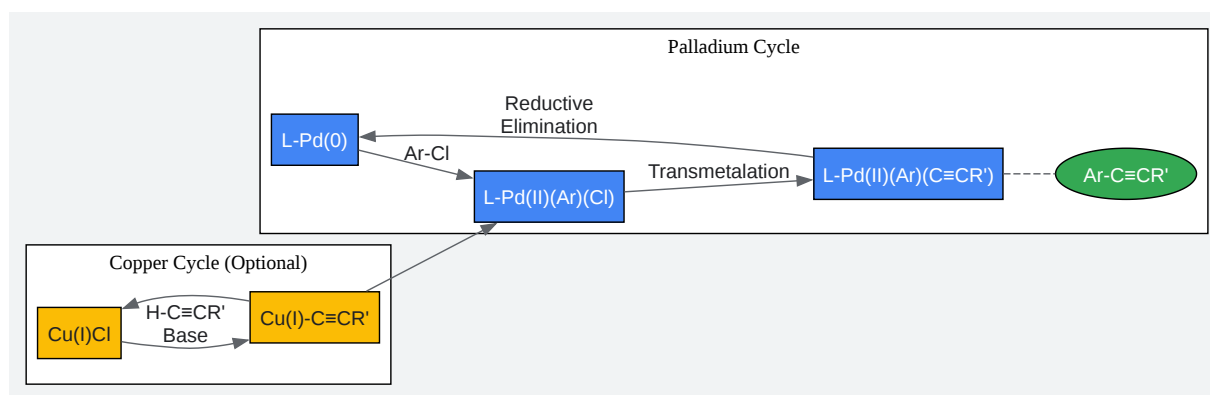 Palladium Cycle
Reductive
Elimination
L-Pd(0)
Ar-Cl
Transmetalation
L-Pd(II)(Ar)(C≡CR')
Ar-C≡CR'
L-Pd(II)(Ar)(Cl)
Copper Cycle (Optional)
H-C≡CR'
Base
Cu(I)-C≡CR'
Cu(I)Cl